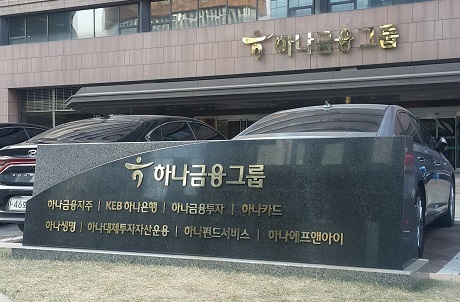 하나금융그룹
하나금융그룹
하나금융지주 | KEB 하나은행 | 하나금융투자 | 하나카드
하나생명 | 하나대체투자자산운용 | 하나펀드서비스 | 하나에프앤아이